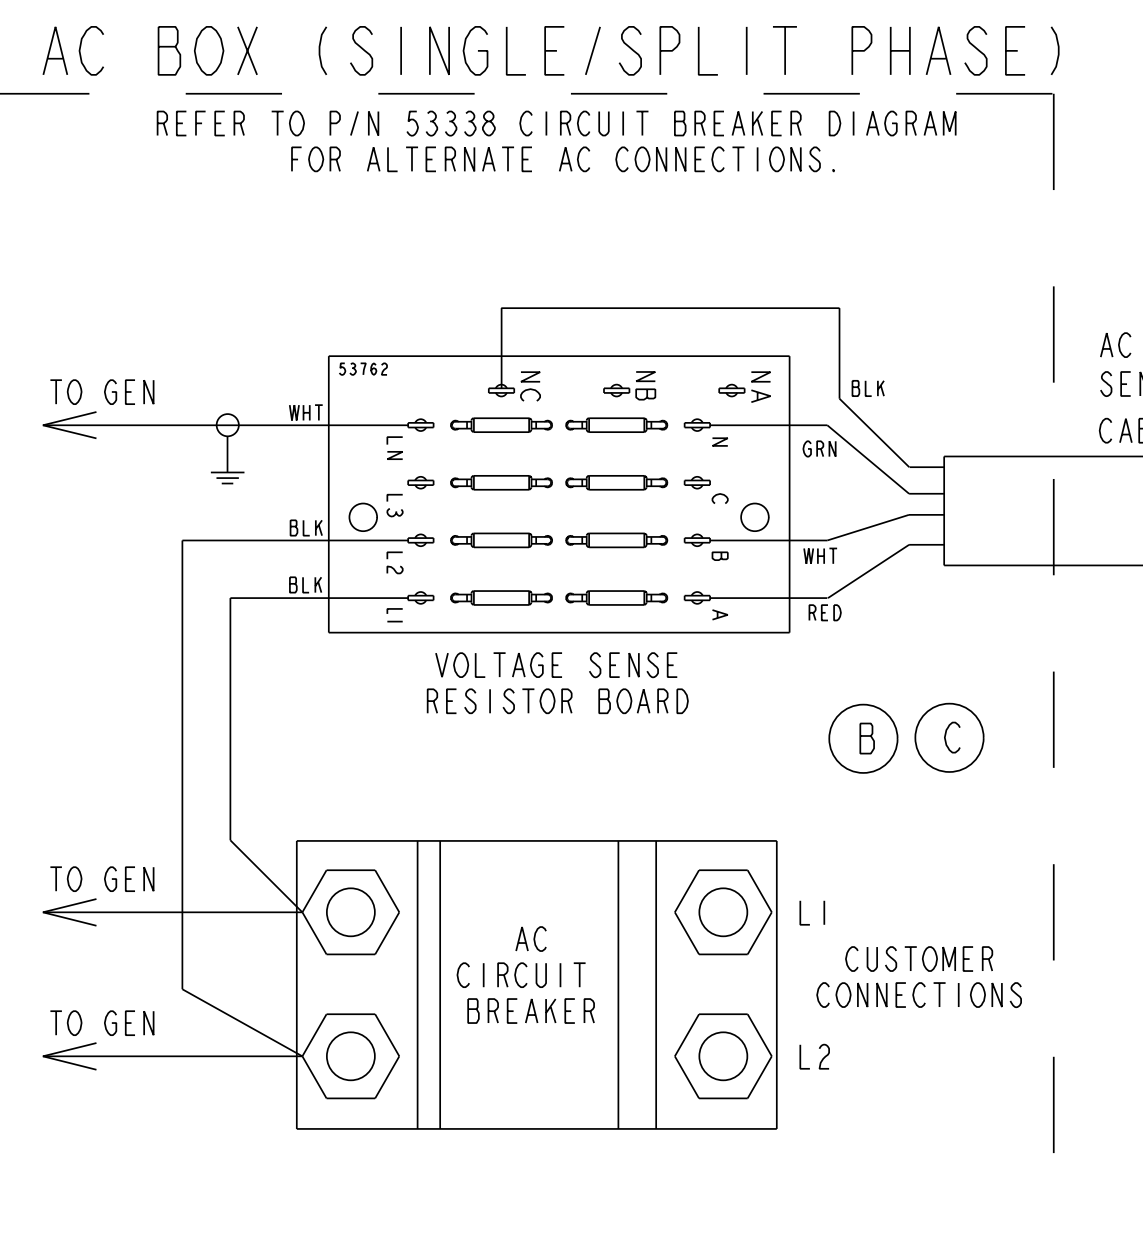 AC BOX (SINGLE/SPLIT PHASE)
REFER TO P/N 53338 CIRCUIT BREAKER DIAGRAM
FOR ALTERNATE AC CONNECTIONS.
53762
NC
NB
NA
BLK
AC
TO GEN
WHT
LN
N
GRN
L3
C
BLK
L2
B
WHT
BLK
L1
A
RED
VOLTAGE SENSE
RESISTOR BOARD
B
C
TO GEN
L1
AC
CIRCUIT
BREAKER
CUSTOMER
CONNECTIONS
TO GEN
L2